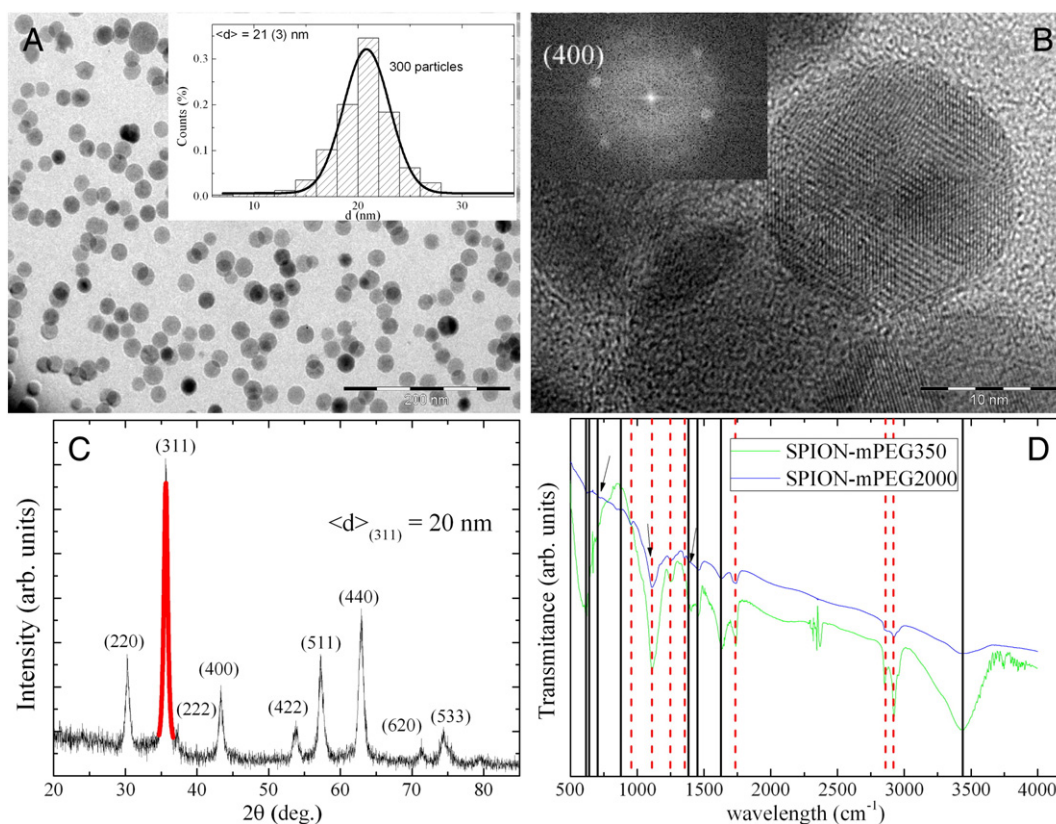 A
<d> = 21 (3) nm
300 particles
Counts (%)
0.3
0.2
0.1
0.0
10
20
30
d (nm)
200 nm
B
(400)
10 nm
C
(311)
<d>(311) = 20 nm
(220)
(222)
(400)
(422)
(511)
(440)
(620)
(533)
Intensity (arb. units)
20 30 40 50 60 70 80
2θ (deg.)
D
SPION-mPEG350
SPION-mPEG2000
Transmitance (arb. units)
500 1000 1500 2000 2500 3000 3500 4000
wavelength (cm-1)